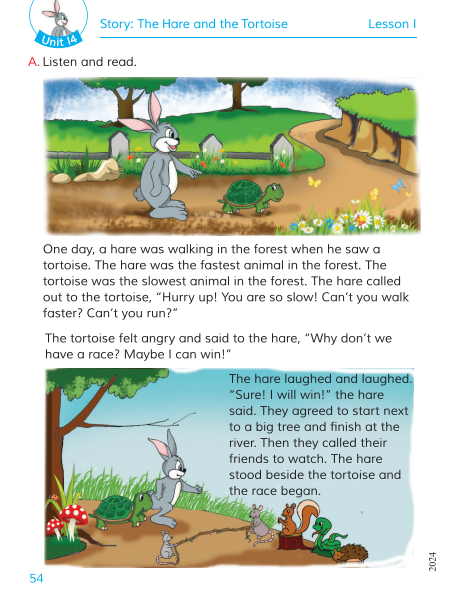 Unit 14
Story: The Hare and the Tortoise
Lesson 1
A. Listen and read.
One day, a hare was walking in the forest when he saw a
tortoise. The hare was the fastest animal in the forest. The
tortoise was the slowest animal in the forest. The hare called
out to the tortoise, “Hurry up! You are so slow! Can’t you walk
faster? Can’t you run?”
The tortoise felt angry and said to the hare, “Why don’t we
have a race? Maybe I can win!”
The hare laughed and laughed.
“Sure! I will win!” the hare
said. They agreed to start next
to a big tree and finish at the
river. Then they called their
friends to watch. The hare
stood beside the tortoise and
the race began.
54
2024